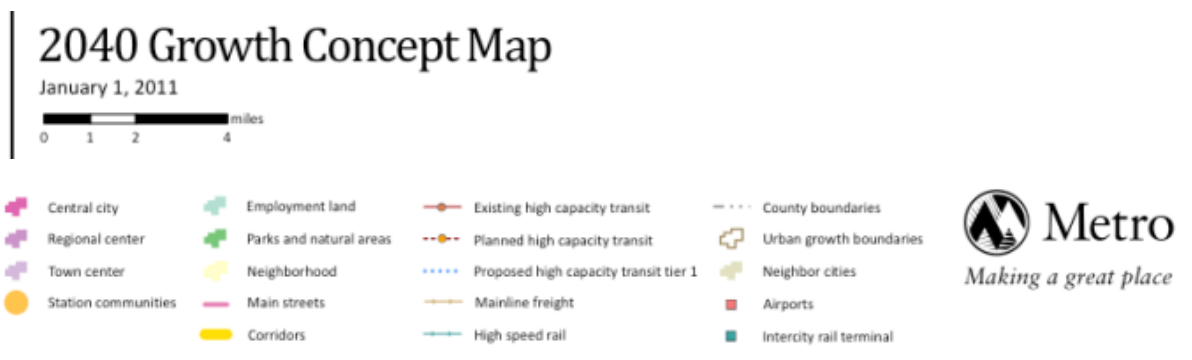 2040 Growth Concept Map
January 1, 2011
miles
0 1 2 4
Central city
Regional center
Town center
Station communities
Employment land
Parks and natural areas
Neighborhood
Main streets
Corridors
Existing high capacity transit
Planned high capacity transit
Proposed high capacity transit tier 1
Mainline freight
High speed rail
County boundaries
Urban growth boundaries
Neighbor cities
Airports
Intercity rail terminal
Metro
Making a great place